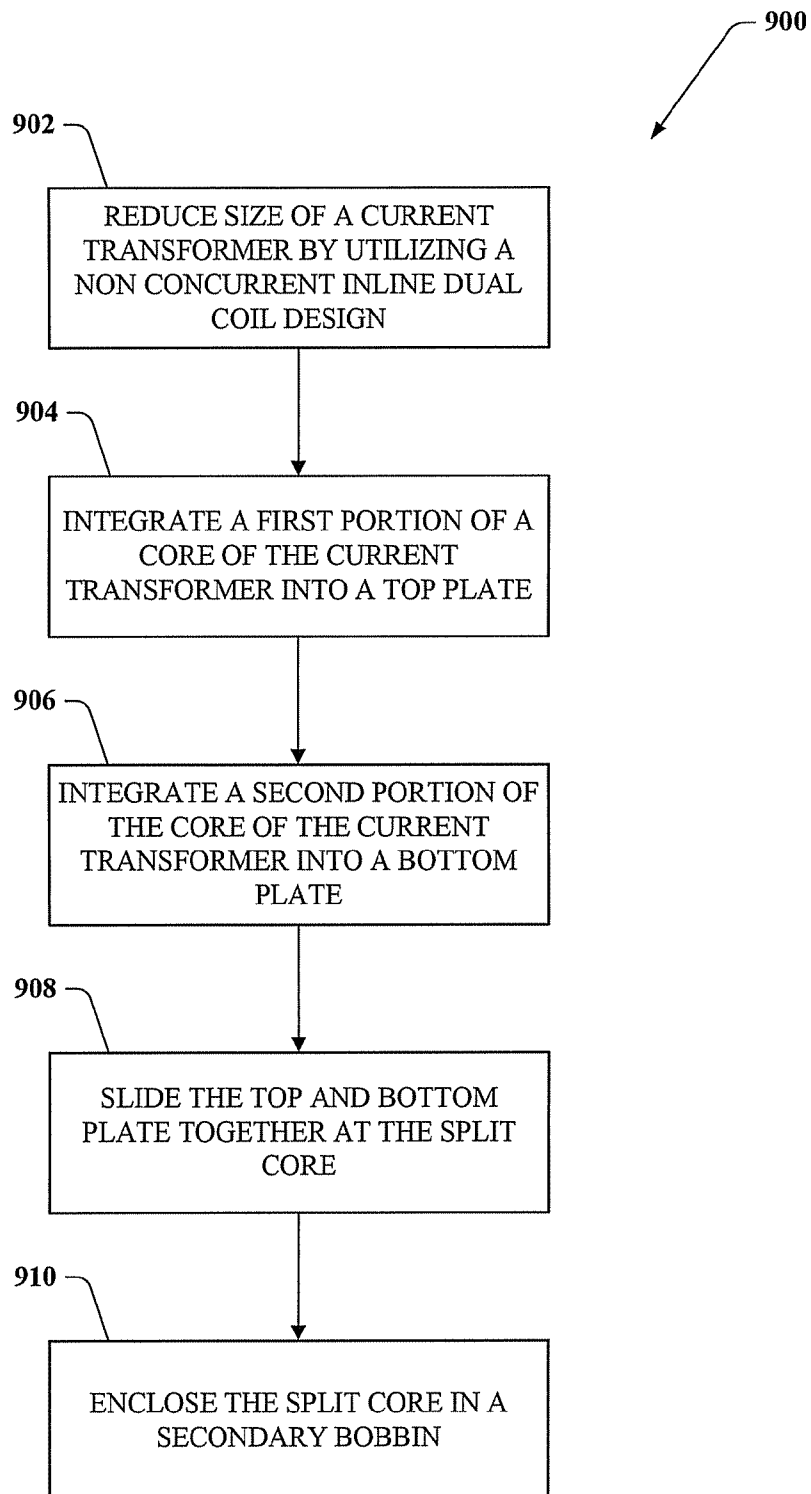 900
902
REDUCE SIZE OF A CURRENT
TRANSFORMER BY UTILIZING A
NON CONCURRENT INLINE DUAL
COIL DESIGN
904
INTEGRATE A FIRST PORTION OF A
CORE OF THE CURRENT
TRANSFORMER INTO A TOP PLATE
906
INTEGRATE A SECOND PORTION OF
THE CORE OF THE CURRENT
TRANSFORMER INTO A BOTTOM
PLATE
908
SLIDE THE TOP AND BOTTOM
PLATE TOGETHER AT THE SPLIT
CORE
910
ENCLOSE THE SPLIT CORE IN A
SECONDARY BOBBIN